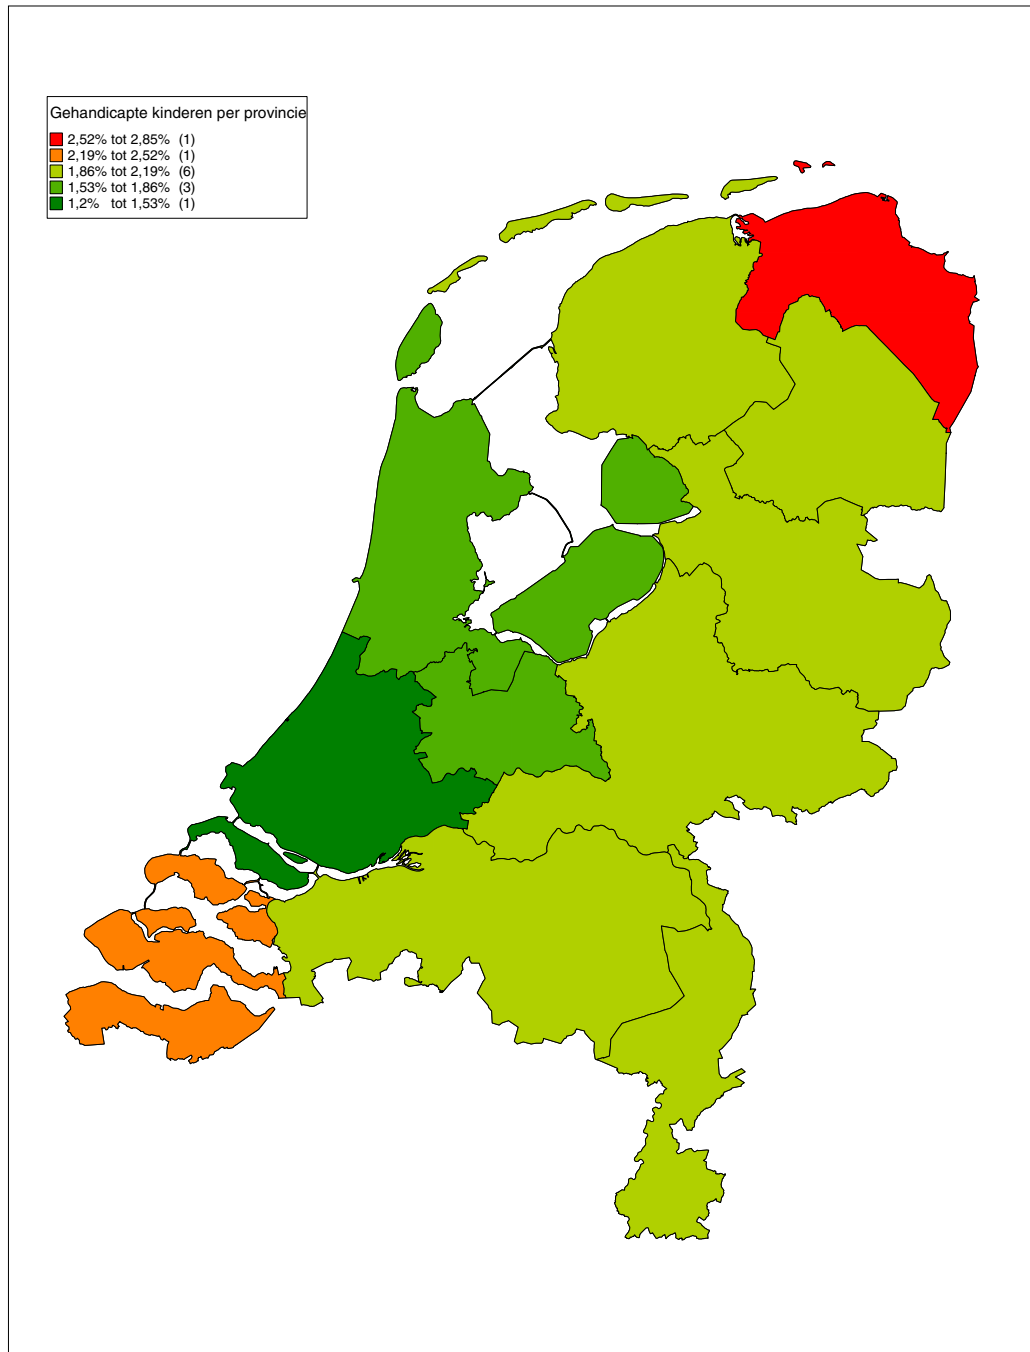 Gehandicapte kinderen per provincie
2,52% tot 2,85% (1)
2,19% tot 2,52% (1)
1,86% tot 2,19% (6)
1,53% tot 1,86% (3)
1,2% tot 1,53% (1)